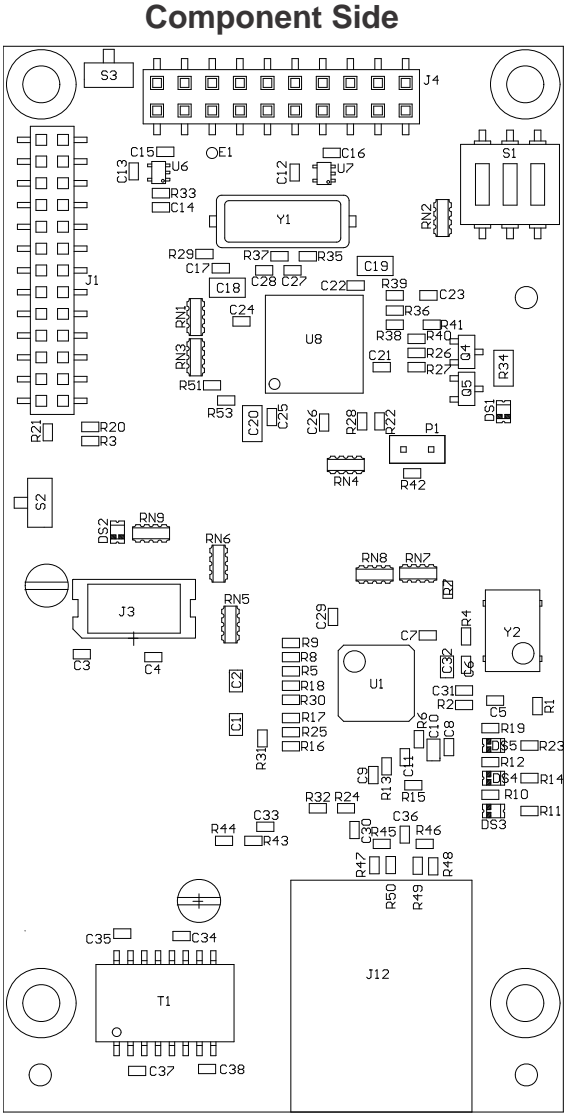 Component Side
S3
J4
C15
E1
C16
S1
C13
U6
C12
U7
R33
C14
RN2
Y1
R29
R37
R35
C17
C19
J1
C28
C27
C18
C22
R39
C23
RN1
C24
R36
R38
R41
U8
R40
Q4
RN3
R26
R34
C21
R27
R51
Q5
R53
DS1
C20
C25
C26
R28
R22
R21
R20
P1
R3
RN4
R42
S2
DS2
RN9
RN6
RN8
RN7
R7
J3
RN5
C29
R4
Y2
C7
R9
C3
C4
R8
C32
C6
R5
C2
R18
U1
C31
R30
R2
C5
R1
C1
R17
R19
R25
R6
C10
C8
R31
R16
DS5
R23
C11
R12
C9
R13
DS4
R14
R15
R10
R32
R24
R11
DS3
C33
C30
C36
R44
R43
R45
R46
R47
R50
R49
R48
C35
C34
J12
T1
C37
C38